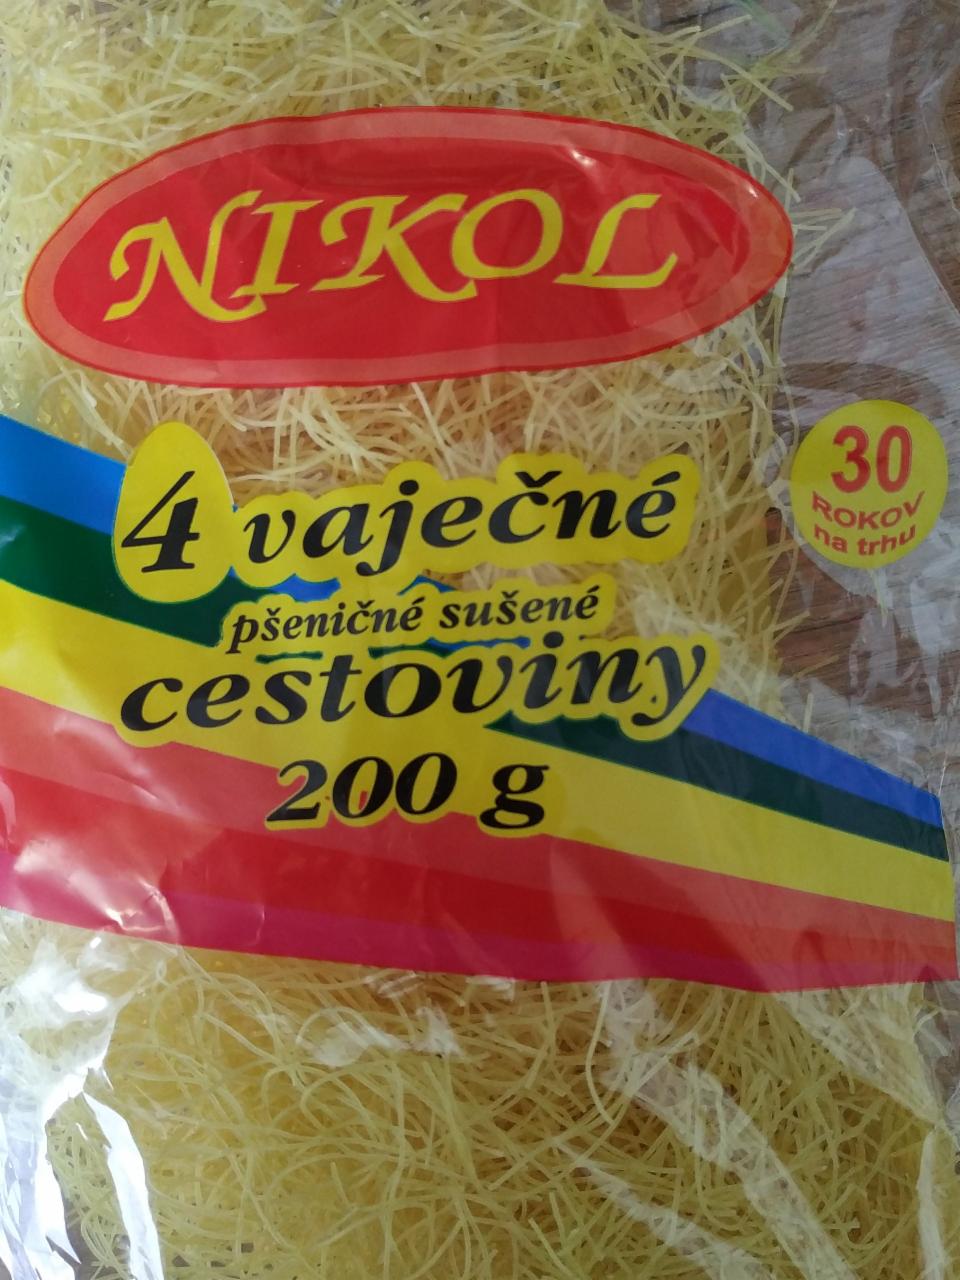 NIKOL
4 vaječné
pšeničné sušené
cestoviny
200 g
30
ROKOV
na trhu